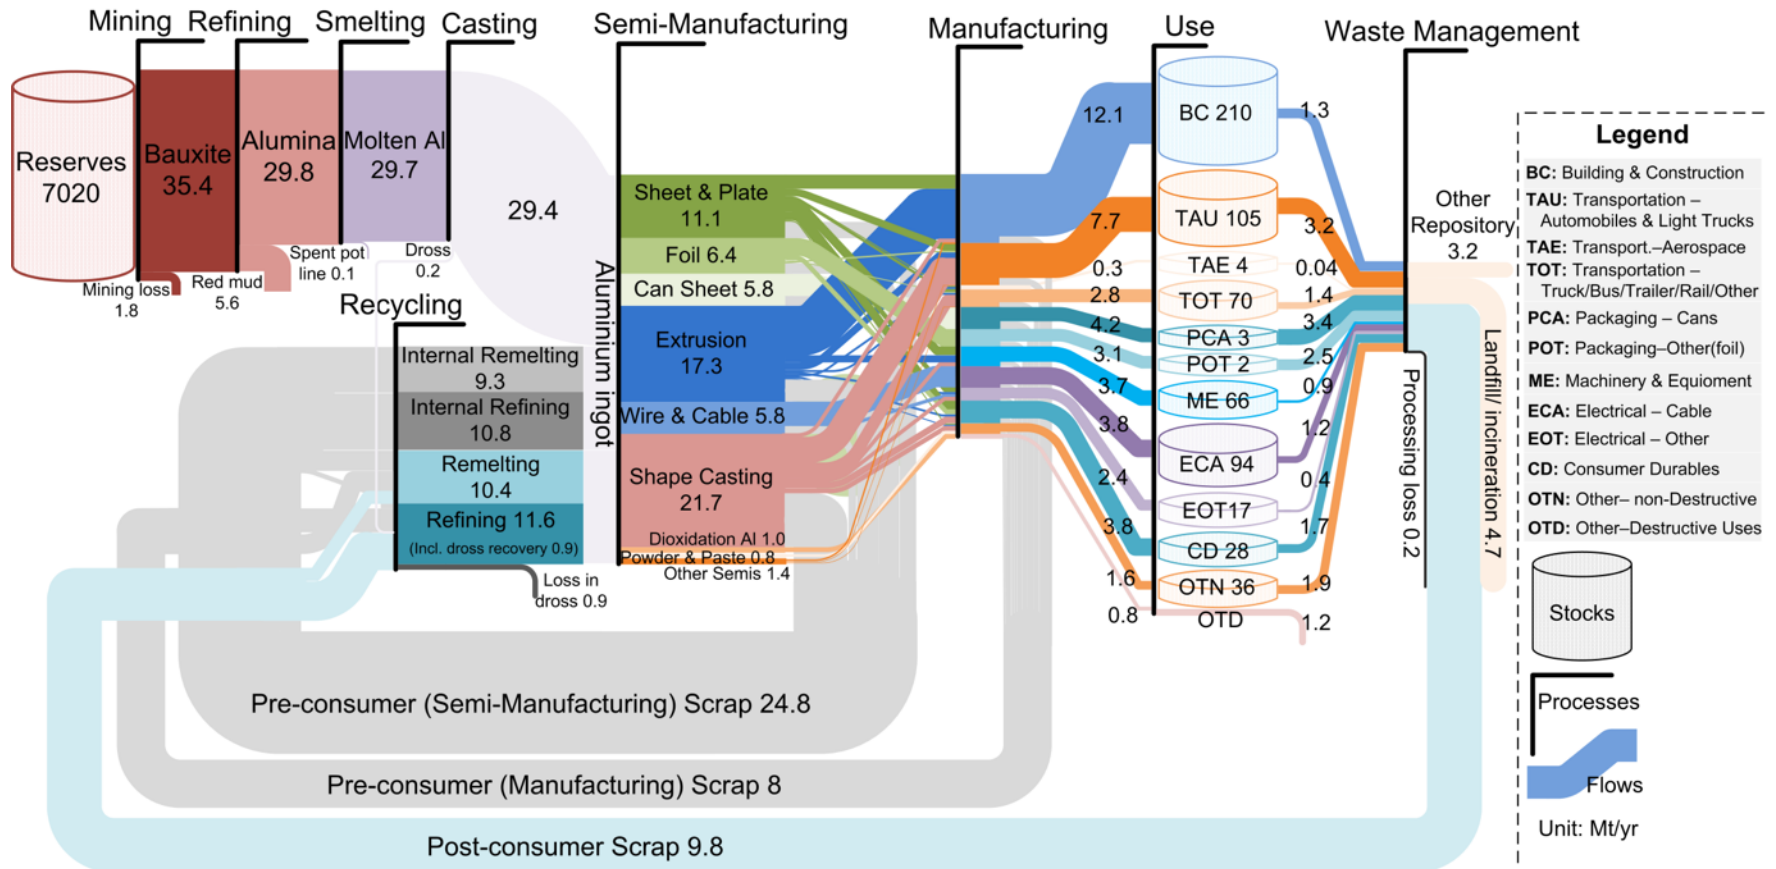 Mining
Refining
Smelting
Casting
Semi-Manufacturing
Manufacturing
Use
Waste Management
Reserves
7020
Bauxite
35.4
Alumina
29.8
Molten Al
29.7
29.4
Mining loss
1.8
Red mud
5.6
Spent pot
line 0.1
Dross
0.2
Recycling
Internal Remelting
9.3
Internal Refining
10.8
Remelting
10.4
Refining 11.6
(Incl. dross recovery 0.9)
Loss in
dross 0.9
Aluminium ingot
Sheet & Plate
11.1
Foil 6.4
Can Sheet 5.8
Extrusion
17.3
Wire & Cable 5.8
Shape Casting
21.7
Dioxidation Al 1.0
Powder & Paste 0.8
Other Semis 1.4
12.1
7.7
0.3
2.8
4.2
3.1
3.7
3.8
2.4
3.8
1.6
0.8
BC 210
TAU 105
TAE 4
TOT 70
PCA 3
POT 2
ME 66
ECA 94
EOT17
CD 28
OTN 36
OTD
1.3
3.2
0.04
1.4
3.4
2.5
0.9
1.2
0.4
1.7
1.9
1.2
Other
Repository
3.2
Processing loss 0.2
Landfill/ incineration 4.7
Pre-consumer (Semi-Manufacturing) Scrap 24.8
Pre-consumer (Manufacturing) Scrap 8
Post-consumer Scrap 9.8
Legend
BC: Building & Construction
TAU: Transportation –
Automobiles & Light Trucks
TAE: Transport.–Aerospace
TOT: Transportation –
Truck/Bus/Trailer/Rail/Other
PCA: Packaging – Cans
POT: Packaging–Other(foil)
ME: Machinery & Equioment
ECA: Electrical – Cable
EOT: Electrical – Other
CD: Consumer Durables
OTN: Other– non-Destructive
OTD: Other–Destructive Uses
Stocks
Processes
Flows
Unit: Mt/yr